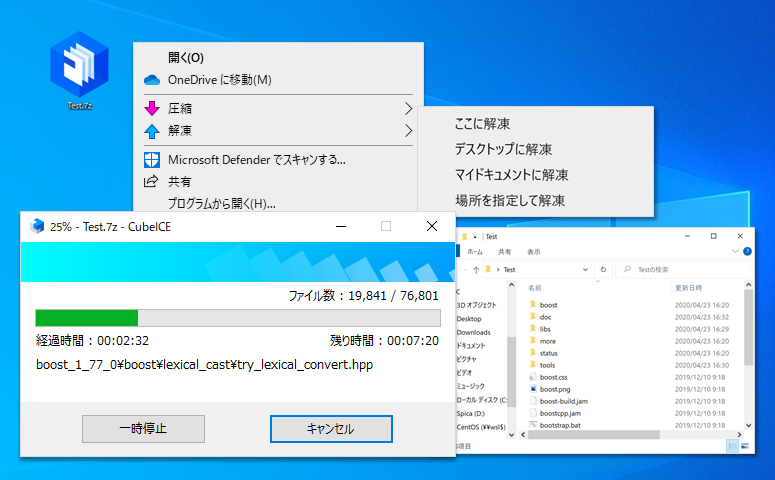 Test.7z
開く(O)
OneDrive に移動(M)
圧縮
解凍
Microsoft Defenderでスキャンする...
共有
プログラムから開く(H)...
ここに解凍
デスクトップに解凍
マイドキュメントに解凍
場所を指定して解凍
25% - Test.7z - CubeICE
ファイル数 : 19,841 / 76,801
経過時間 : 00:02:32
残り時間 : 00:07:20
boost_1_77_0¥boost¥lexical_cast¥try_lexical_convert.hpp
一時停止
キャンセル
Test
ホーム 共有 表示
Test
Testの検索
3D オブジェクト
Desktop
Downloads
ドキュメント
ピクチャ
ビデオ
ミュージック
ローカル ディスク (C:
Spica (D:)
CentOS (¥¥wsl$)
の項目
名前 更新日時
boost 2020/04/23 16:20
doc 2020/04/23 16:32
libs 2020/04/23 16:29
more 2020/04/23 16:20
status 2020/04/23 16:32
tools 2020/04/23 16:30
boost.css 2019/12/10 9:18
boost.png 2019/12/10 9:18
boost-build.jam 2019/12/10 9:18
boostcpp.jam 2019/12/10 9:18
bootstrap.bat 2019/12/10 9:18